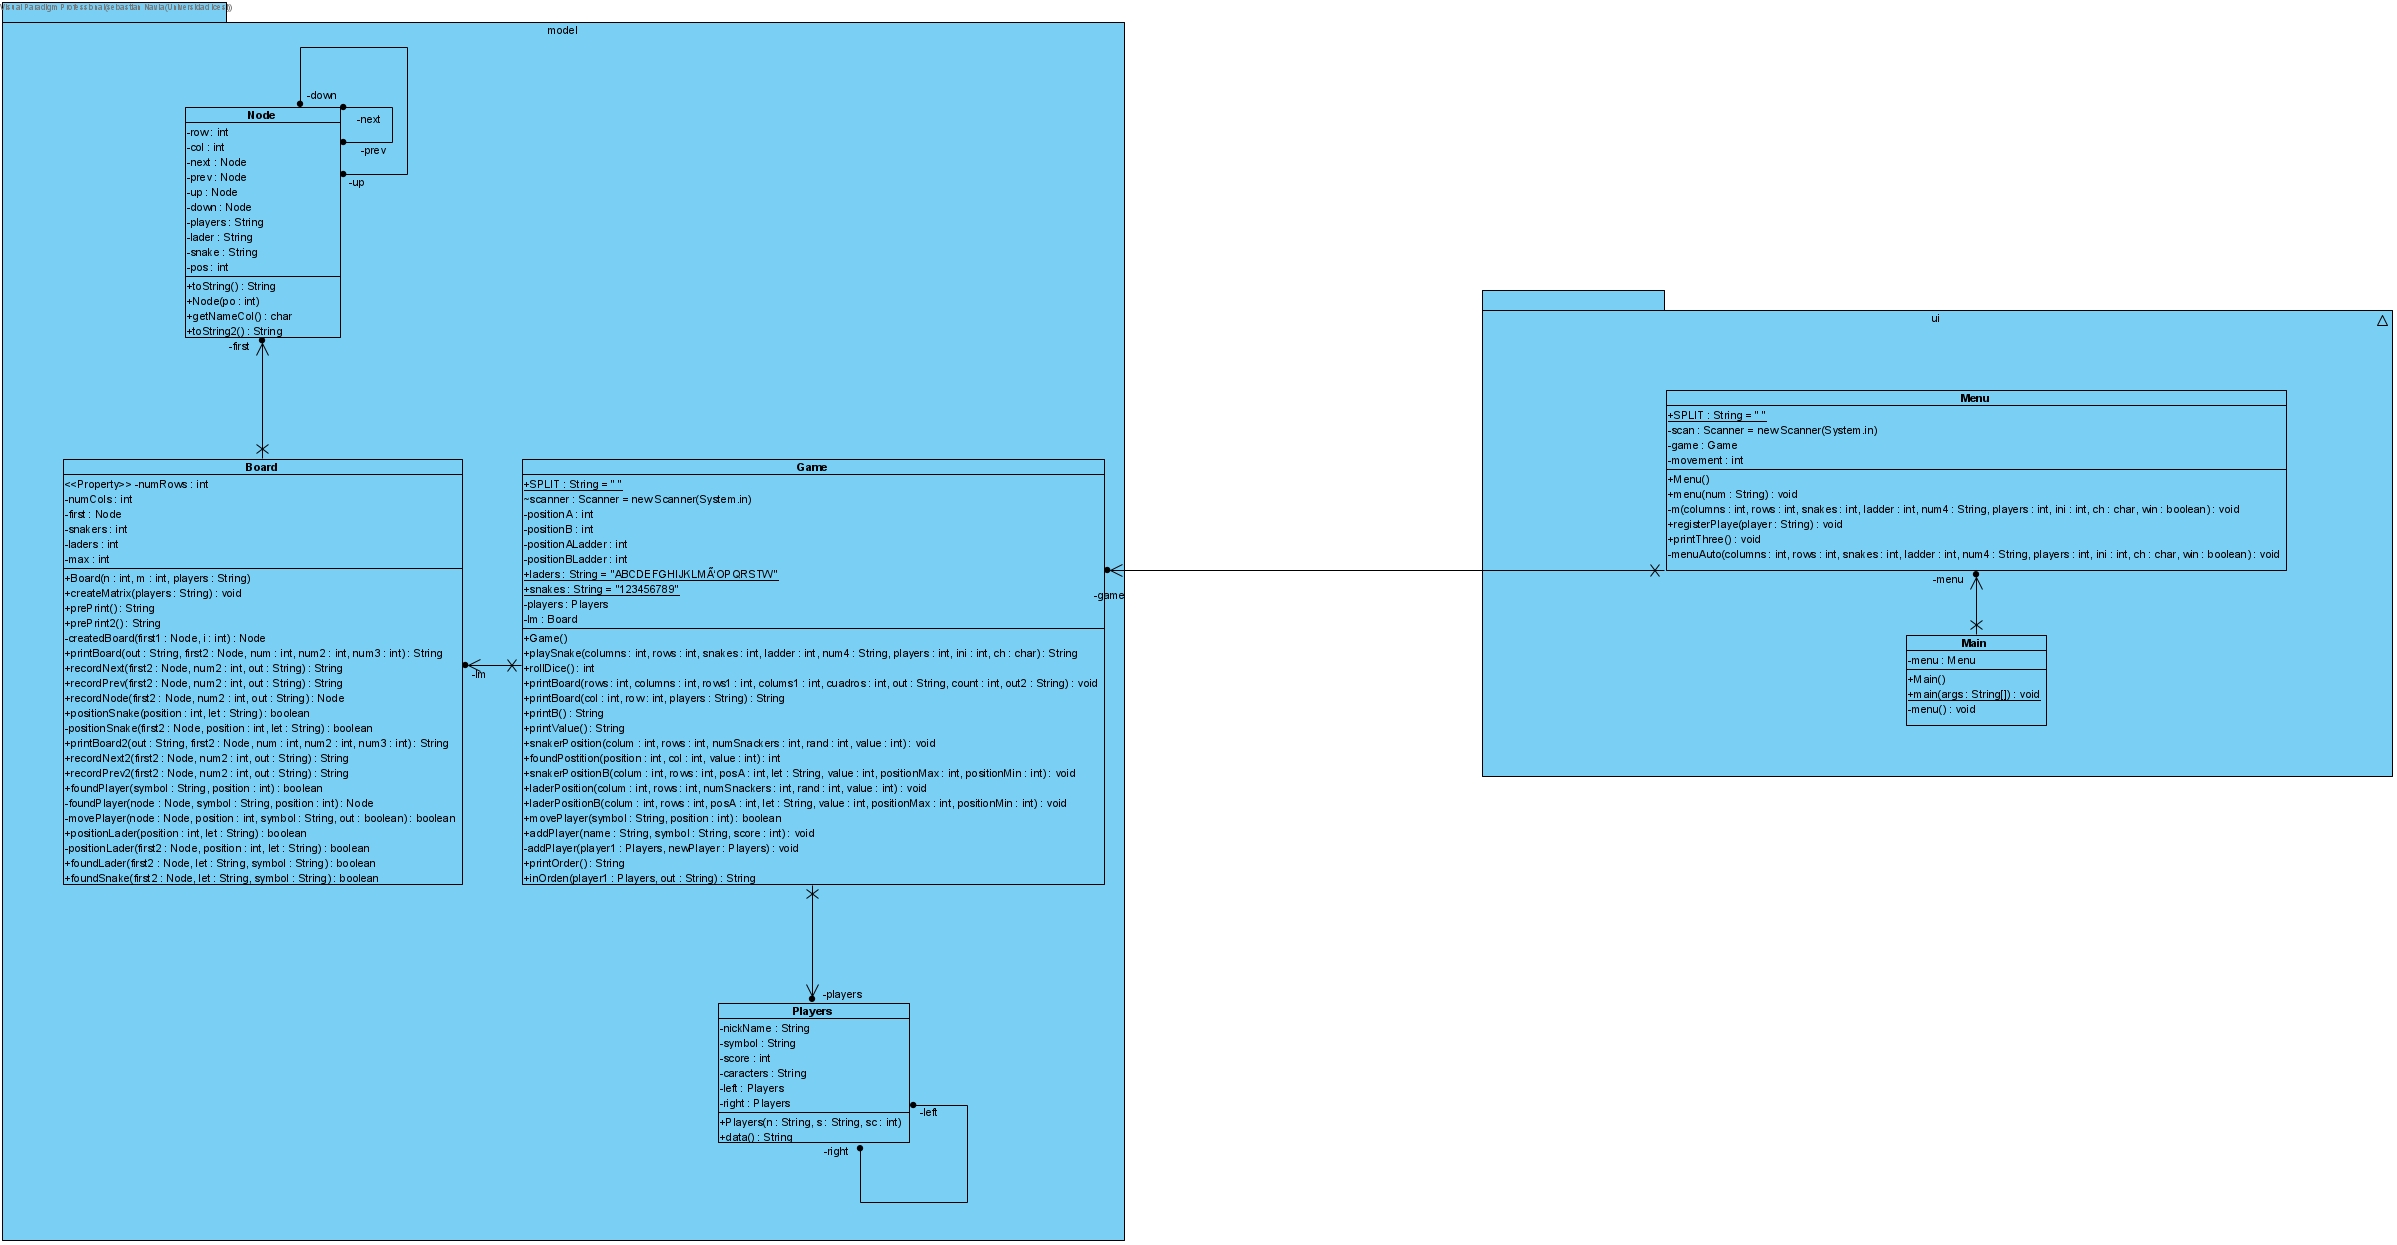 Visual Paradigm Professional(sebastian Navia(Universidad Icesi))
model
-down
-next
-prev
-up
Node
-row : int
-col : int
-next : Node
-prev : Node
-up : Node
-down : Node
-players : String
-lader : String
-snake : String
-pos : int
+toString() : String
+Node(po : int)
+getNameCol() : char
+toString2() : String
-first
Board
<<Property>> -numRows : int
-numCols : int
-first : Node
-snakers : int
-laders : int
-max : int
+Board(n : int, m : int, players : String)
+createMatrix(players : String) : void
+prePrint() : String
+prePrint2() : String
-createdBoard(first1 : Node, i : int) : Node
+printBoard(out : String, first2 : Node, num : int, num2 : int, num3 : int) : String
+recordNext(first2 : Node, num2 : int, out : String) : String
+recordPrev(first2 : Node, num2 : int, out : String) : String
+recordNode(first2 : Node, num2 : int, out : String) : Node
+positionSnake(position : int, let : String) : boolean
-positionSnake(first2 : Node, position : int, let : String) : boolean
+printBoard2(out : String, first2 : Node, num : int, num2 : int, num3 : int) : String
+recordNext2(first2 : Node, num2 : int, out : String) : String
+recordPrev2(first2 : Node, num2 : int, out : String) : String
+foundPlayer(symbol : String, position : int) : boolean
-foundPlayer(node : Node, symbol : String, position : int) : Node
-movePlayer(node : Node, position : int, symbol : String, out : boolean) : boolean
+positionLader(position : int, let : String) : boolean
-positionLader(first2 : Node, position : int, let : String) : boolean
+foundLader(first2 : Node, let : String, symbol : String) : boolean
+foundSnake(first2 : Node, let : String, symbol : String) : boolean
-lm
Game
+SPLIT : String = " "
~scanner : Scanner = new Scanner(System.in)
-positionA : int
-positionB : int
-positionALadder : int
-positionBLadder : int
+laders : String = "ABCDEFGHIJKLMÃ‘OPQRSTVW"
+snakes : String = "123456789"
-players : Players
-lm : Board
+Game()
+playSnake(columns : int, rows : int, snakes : int, ladder : int, num4 : String, players : int, ini : int, ch : char) : String
+rollDice() : int
+printBoard(rows : int, columns : int, rows1 : int, colums1 : int, cuadros : int, out : String, count : int, out2 : String) : void
+printBoard(col : int, row : int, players : String) : String
+printB() : String
+printValue() : String
+snakerPosition(colum : int, rows : int, numSnackers : int, rand : int, value : int) : void
+foundPostition(position : int, col : int, value : int) : int
+snakerPositionB(colum : int, rows : int, posA : int, let : String, value : int, positionMax : int, positionMin : int) : void
+laderPosition(colum : int, rows : int, numSnackers : int, rand : int, value : int) : void
+laderPositionB(colum : int, rows : int, posA : int, let : String, value : int, positionMax : int, positionMin : int) : void
+movePlayer(symbol : String, position : int) : boolean
+addPlayer(name : String, symbol : String, score : int) : void
-addPlayer(player1 : Players, newPlayer : Players) : void
+printOrder() : String
+inOrden(player1 : Players, out : String) : String
-game
-players
Players
-nickName : String
-symbol : String
-score : int
-caracters : String
-left : Players
-right : Players
+Players(n : String, s : String, sc : int)
+data() : String
-left
-right
ui
Menu
+SPLIT : String = " "
-scan : Scanner = new Scanner(System.in)
-game : Game
-movement : int
+Menu()
+menu(num : String) : void
-m(columns : int, rows : int, snakes : int, ladder : int, num4 : String, players : int, ini : int, ch : char, win : boolean) : void
+registerPlaye(player : String) : void
+printThree() : void
-menuAuto(columns : int, rows : int, snakes : int, ladder : int, num4 : String, players : int, ini : int, ch : char, win : boolean) : void
-menu
Main
-menu : Menu
+Main()
+main(args : String[]) : void
-menu() : void